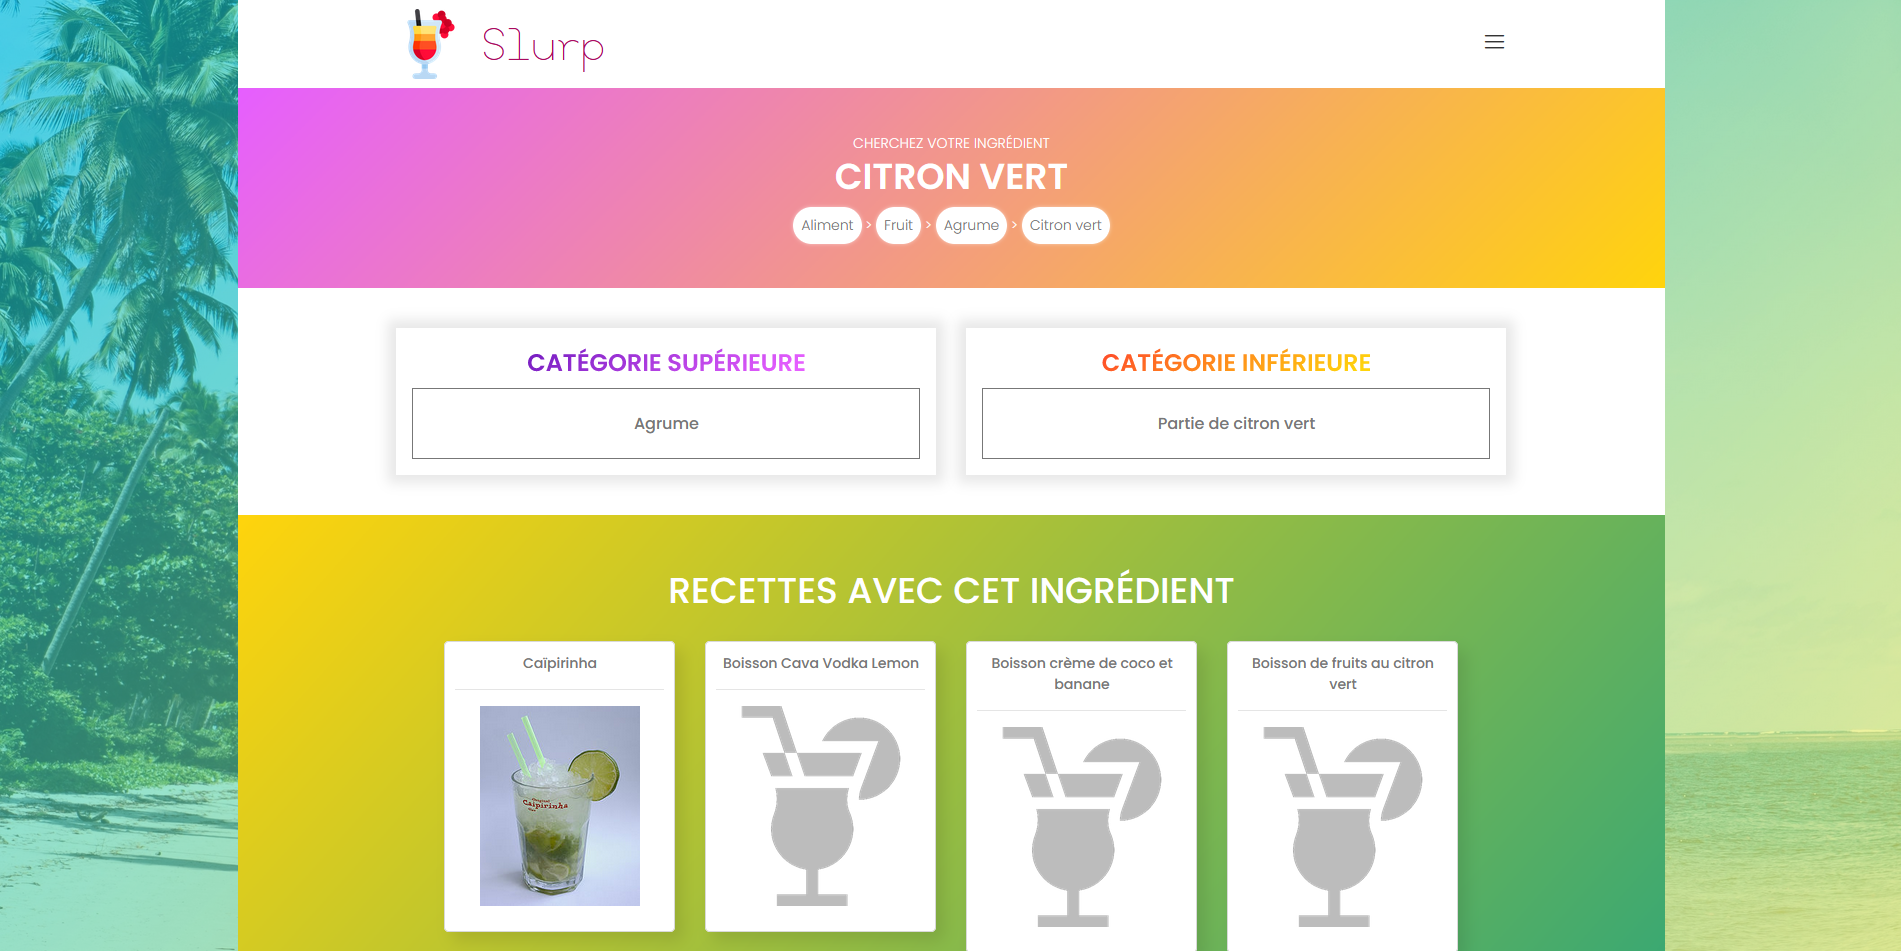 Slurp
CHERCHEZ VOTRE INGRÉDIENT
CITRON VERT
Aliment > Fruit > Agrume > Citron vert
CATÉGORIE SUPÉRIEURE
Agrume
CATÉGORIE INFÉRIEURE
Partie de citron vert
RECETTES AVEC CET INGRÉDIENT
Caïpirinha
Original
Caipirinha
Boisson Cava Vodka Lemon
Boisson crème de coco et
banane
Boisson de fruits au citron
vert